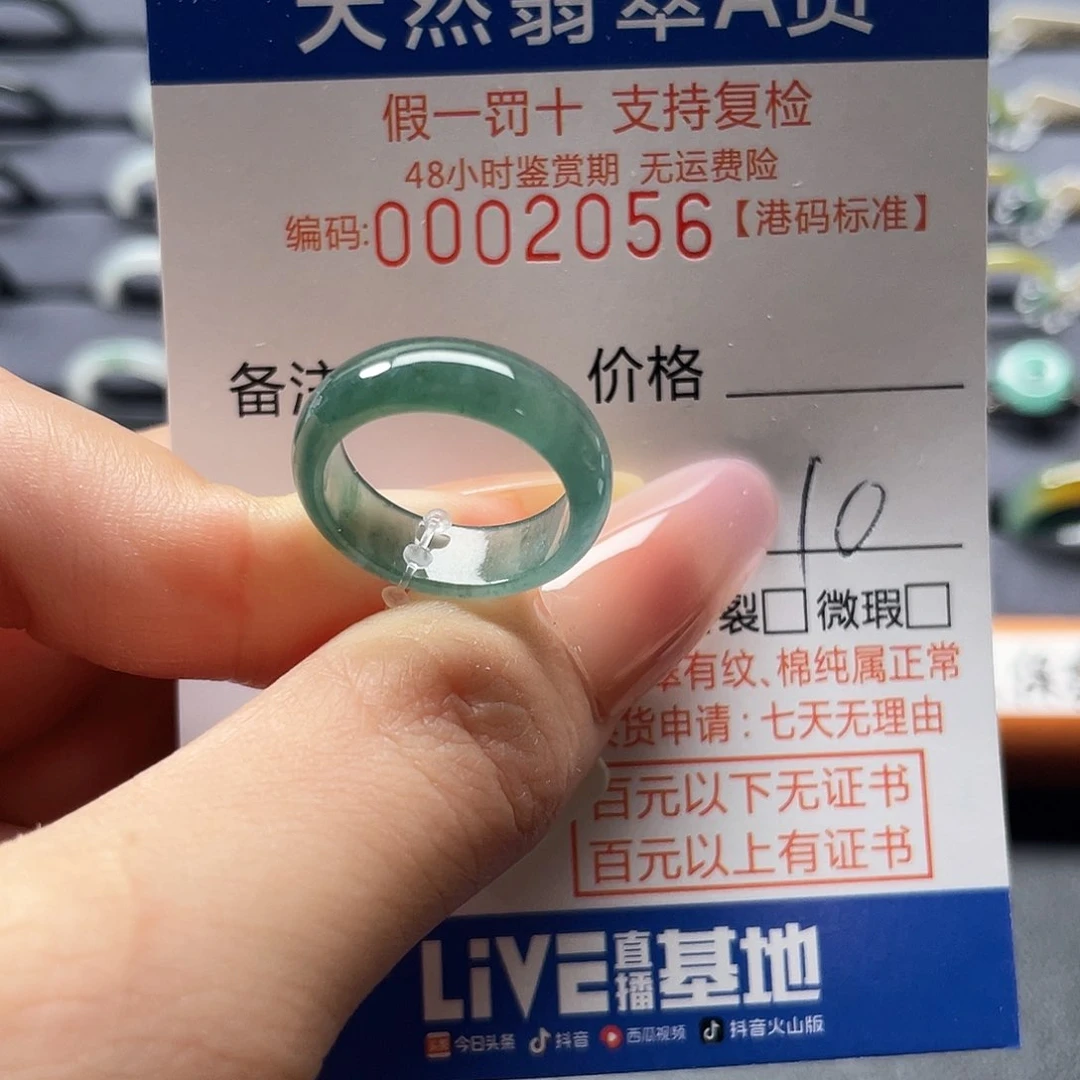 天然翡翠A货
假一罚十 支持复检
48小时鉴赏期 无运费险
编码:0002056【港码标准】
备注 价格
10
裂□ 微瑕□
有纹、棉纯属正常
货申请：七天无理由
百元以下无证书
百元以上有证书
LiVE直播基地
今日头条 抖音 西瓜视频 抖音火山版